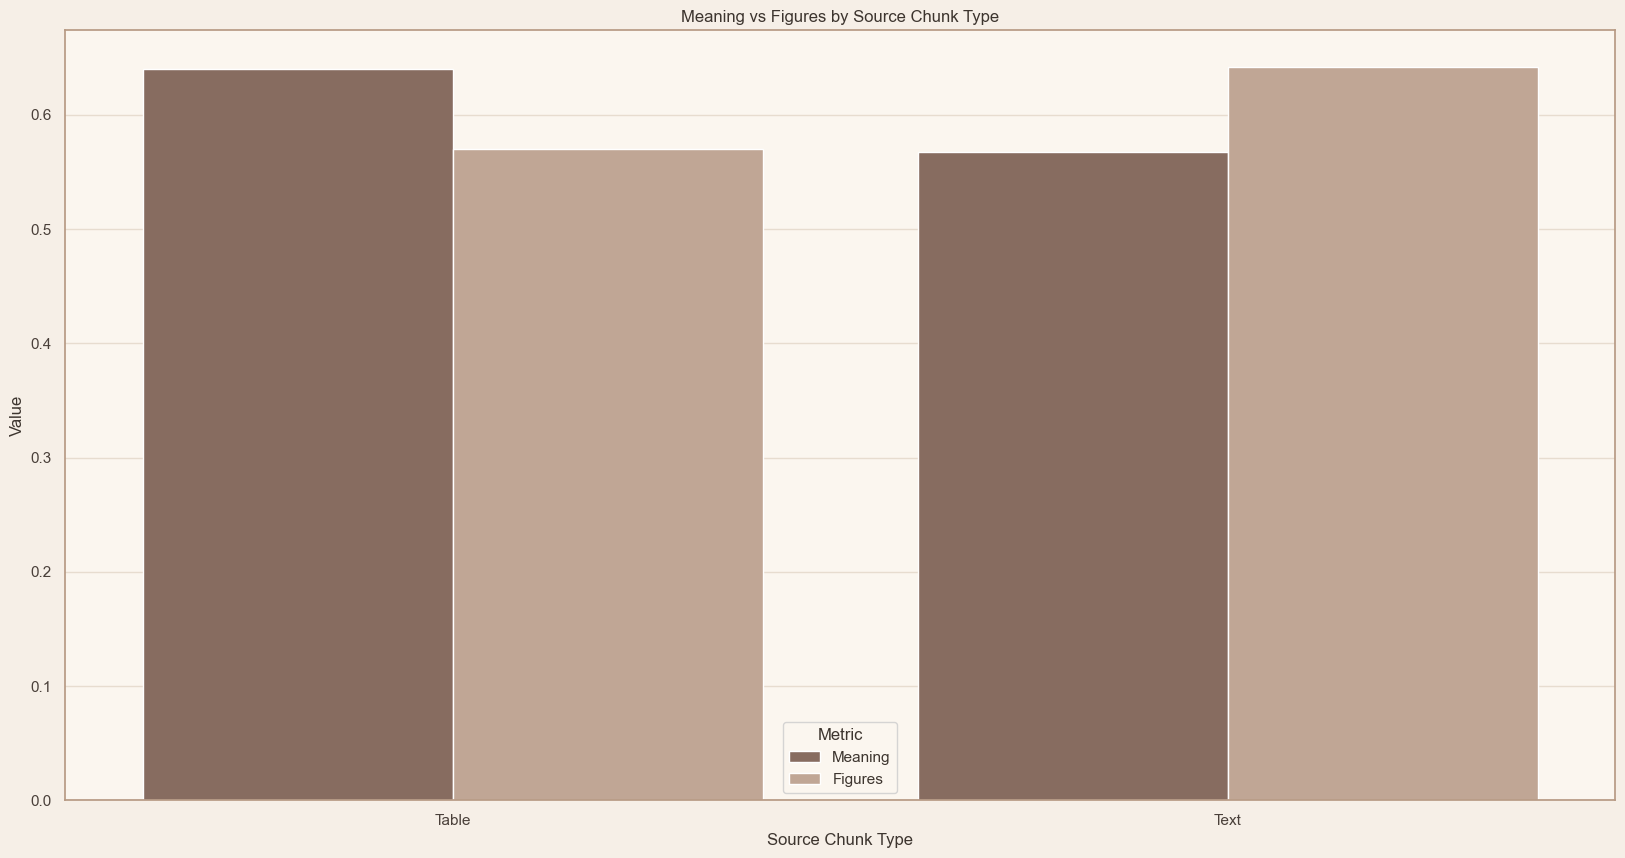 Meaning vs Figures by Source Chunk Type
Value
0.6
0.5
0.4
0.3
0.2
0.1
0.0
Metric
Meaning
Figures
Table
Text
Source Chunk Type